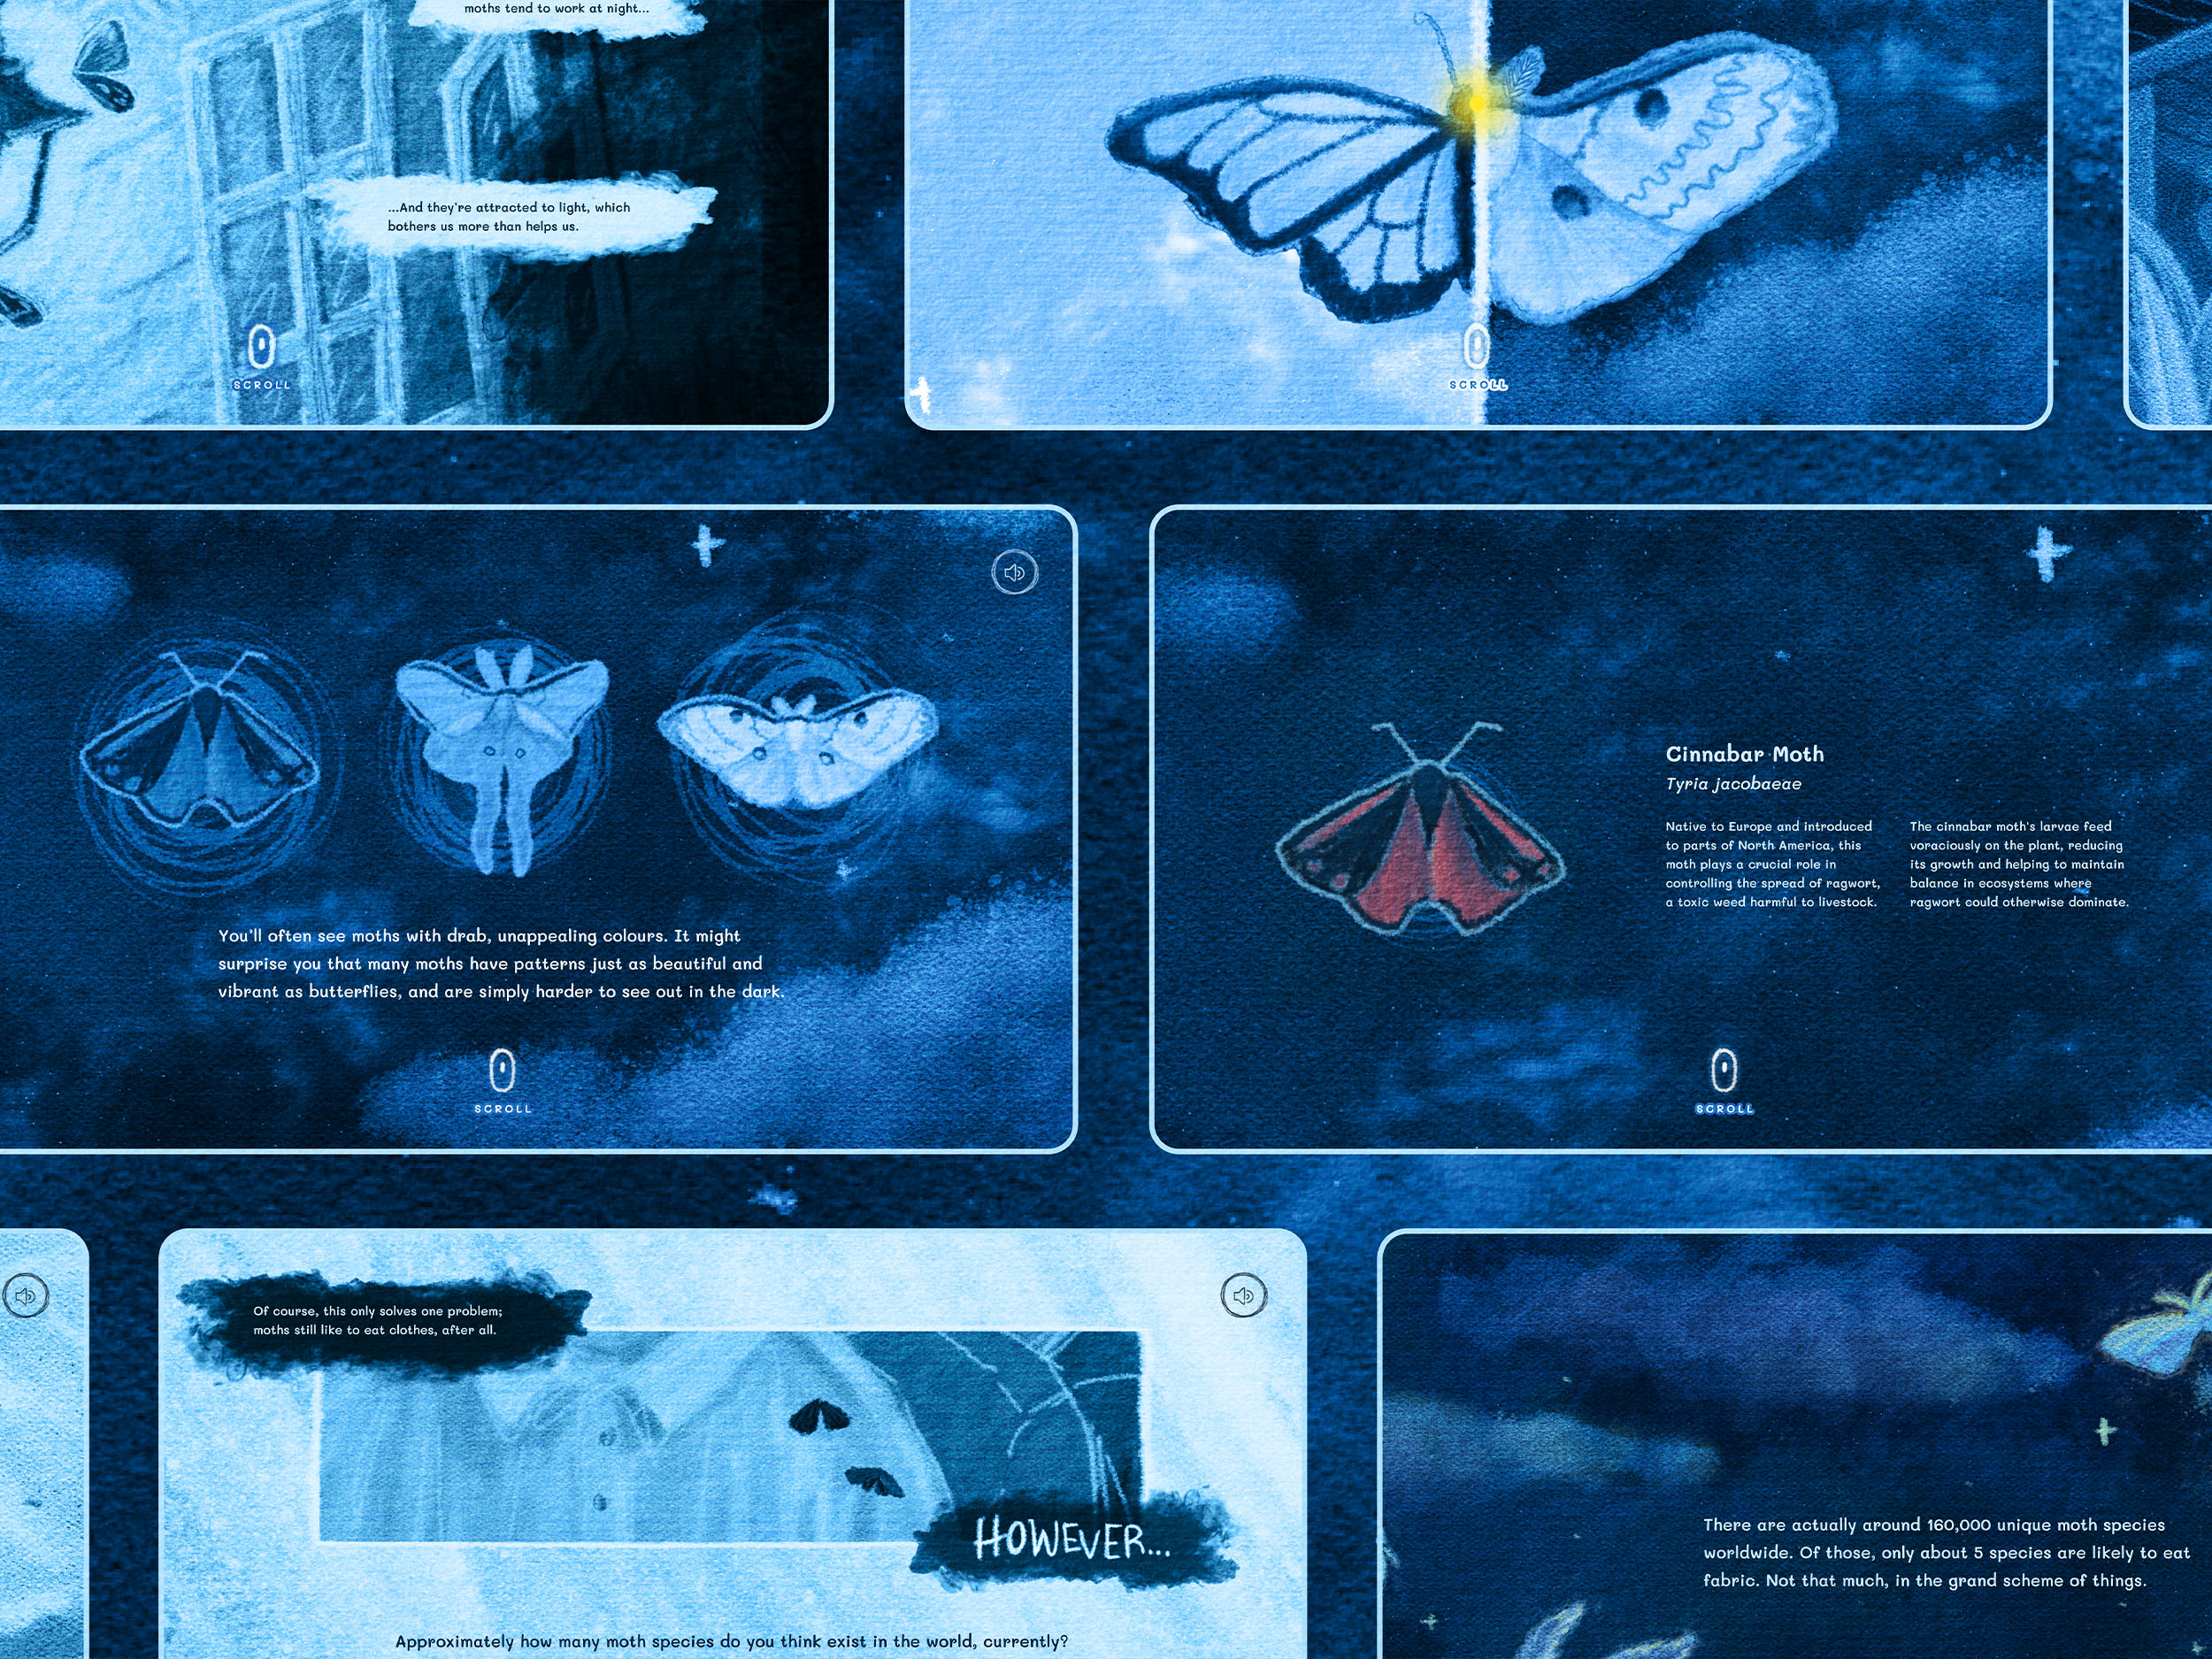 moths tend to work at night...
...And they're attracted to light, which
bothers us more than helps us.
SCROLL
SCROLL
You'll often see moths with drab, unappealing colours. It might
surprise you that many moths have patterns just as beautiful and
vibrant as butterflies, and are simply harder to see out in the dark.
SCROLL
Cinnabar Moth
Tyria jacobaeae
Native to Europe and introduced
to parts of North America, this
moth plays a crucial role in
controlling the spread of ragwort,
a toxic weed harmful to livestock.
The cinnabar moth's larvae feed
voraciously on the plant, reducing
its growth and helping to maintain
balance in ecosystems where
ragwort could otherwise dominate.
SCROLL
Of course, this only solves one problem;
moths still like to eat clothes, after all.
HOWEVER...
Approximately how many moth species do you think exist in the world, currently?
There are actually around 160,000 unique moth species
worldwide. Of those, only about 5 species are likely to eat
fabric. Not that much, in the grand scheme of things.